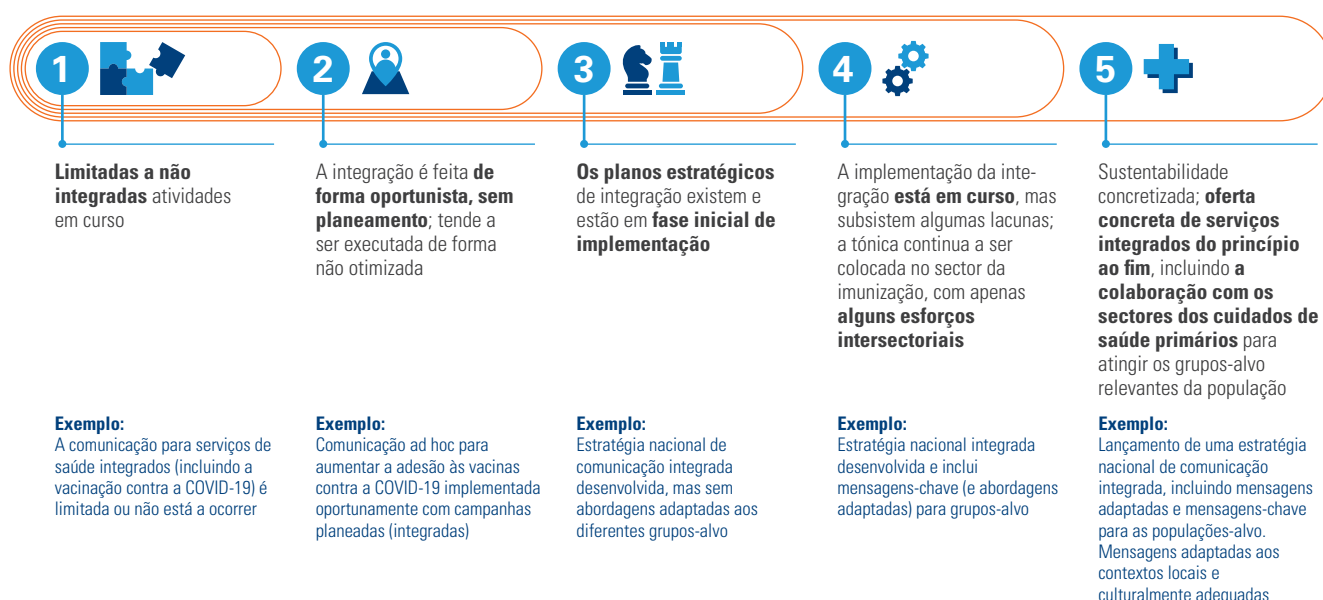 1
Limitadas a não
integradas atividades
em curso
Exemplo:
A comunicação para serviços de
saúde integrados (incluindo a
vacinação contra a COVID-19) é
limitada ou não está a ocorrer
2
A integração é feita de
forma oportunista, sem
planeamento; tende a
ser executada de forma
não otimizada
Exemplo:
Comunicação ad hoc para
aumentar a adesão às vacinas
contra a COVID-19 implementada
oportunamente com campanhas
planeadas (integradas)
3
Os planos estratégicos
de integração existem e
estão em fase inicial de
implementação
Exemplo:
Estratégia nacional de
comunicação integrada
desenvolvida, mas sem
abordagens adaptadas aos
diferentes grupos-alvo
4
A implementação da inte-
gração está em curso, mas
subsistem algumas lacunas;
a tónica continua a ser
colocada no sector da
imunização, com apenas
alguns esforços
intersectoriais
Exemplo:
Estratégia nacional integrada
desenvolvida e inclui
mensagens-chave (e abordagens
adaptadas) para grupos-alvo
5
Sustentabilidade
concretizada; oferta
concreta de serviços
integrados do princípio
ao fim, incluindo a
colaboração com os
sectores dos cuidados de
saúde primários para
atingir os grupos-alvo
relevantes da população
Exemplo:
Lançamento de uma estratégia
nacional de comunicação
integrada, incluindo mensagens
adaptadas e mensagens-chave
para as populações-alvo.
Mensagens adaptadas aos
contextos locais e
culturalmente adequadas